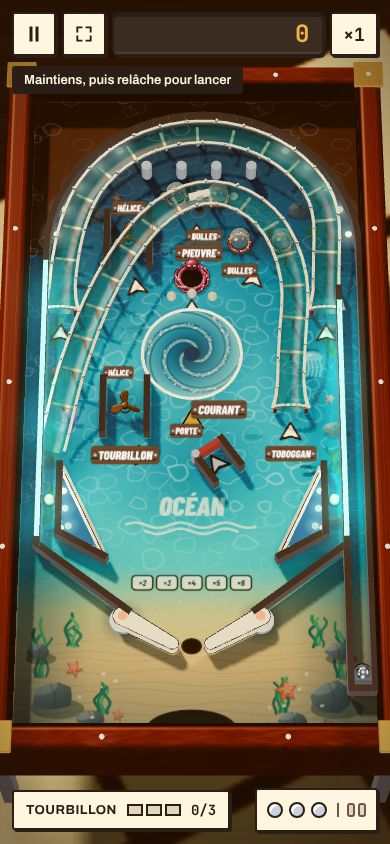 0
×1
Maintiens, puis relâche pour lancer
HÉLICE
BULLES
PIEUVRE
BULLES
HÉLICE
COURANT
PORTE
TOURBILLON
TOBOGGAN
OCÉAN
×2 ×3 ×4 ×5 ×8
TOURBILLON 0/3